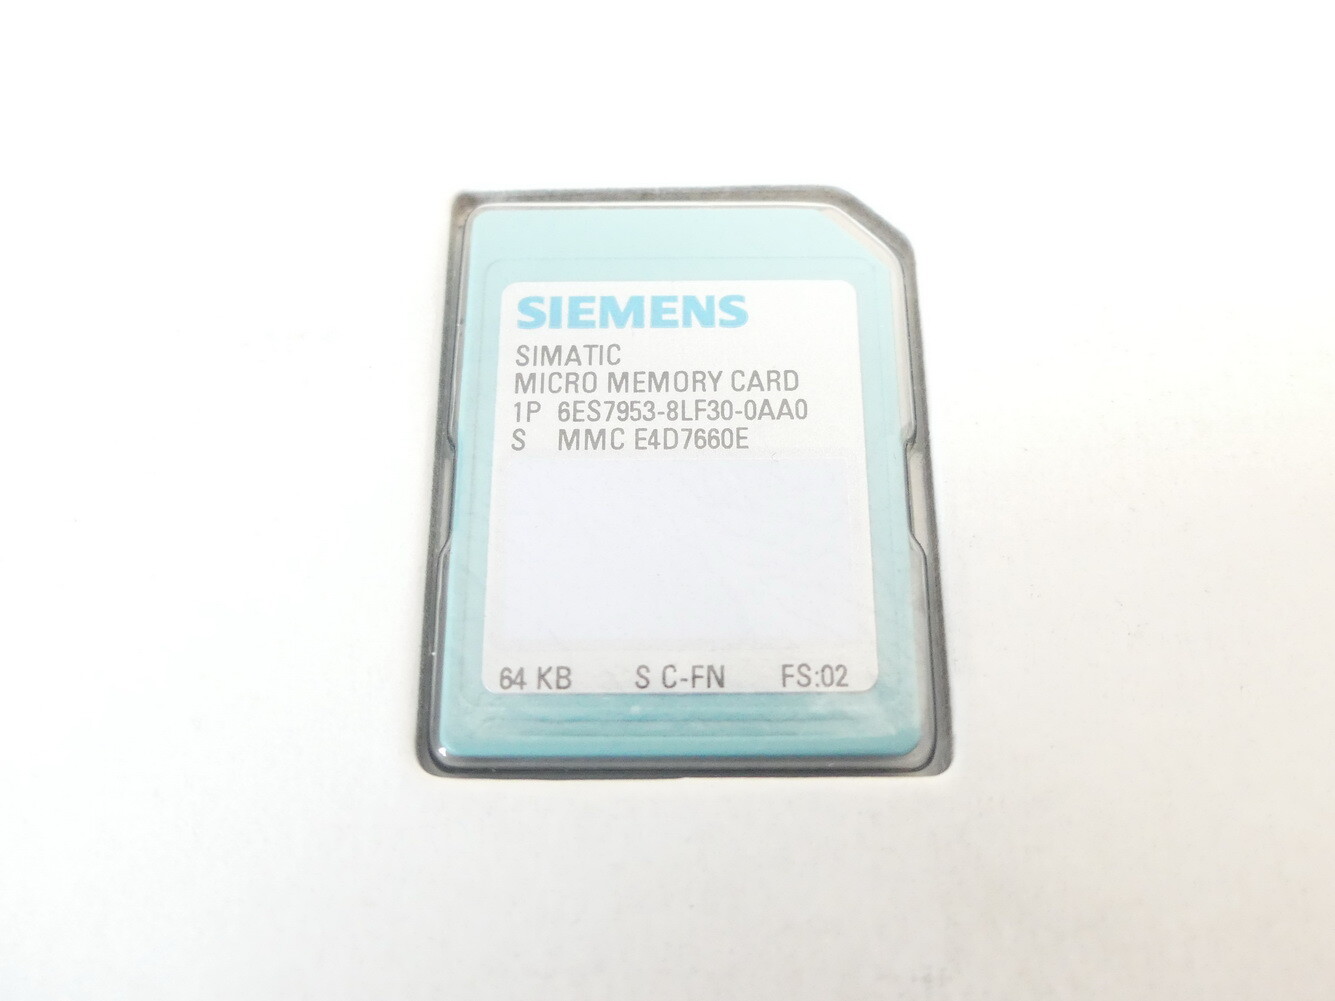 SIEMENS
SIMATIC
MICRO MEMORY CARD
1P 6ES7953-8LF30-0AA0
S MMC E4D7660E
64 KB S C-FN FS:02